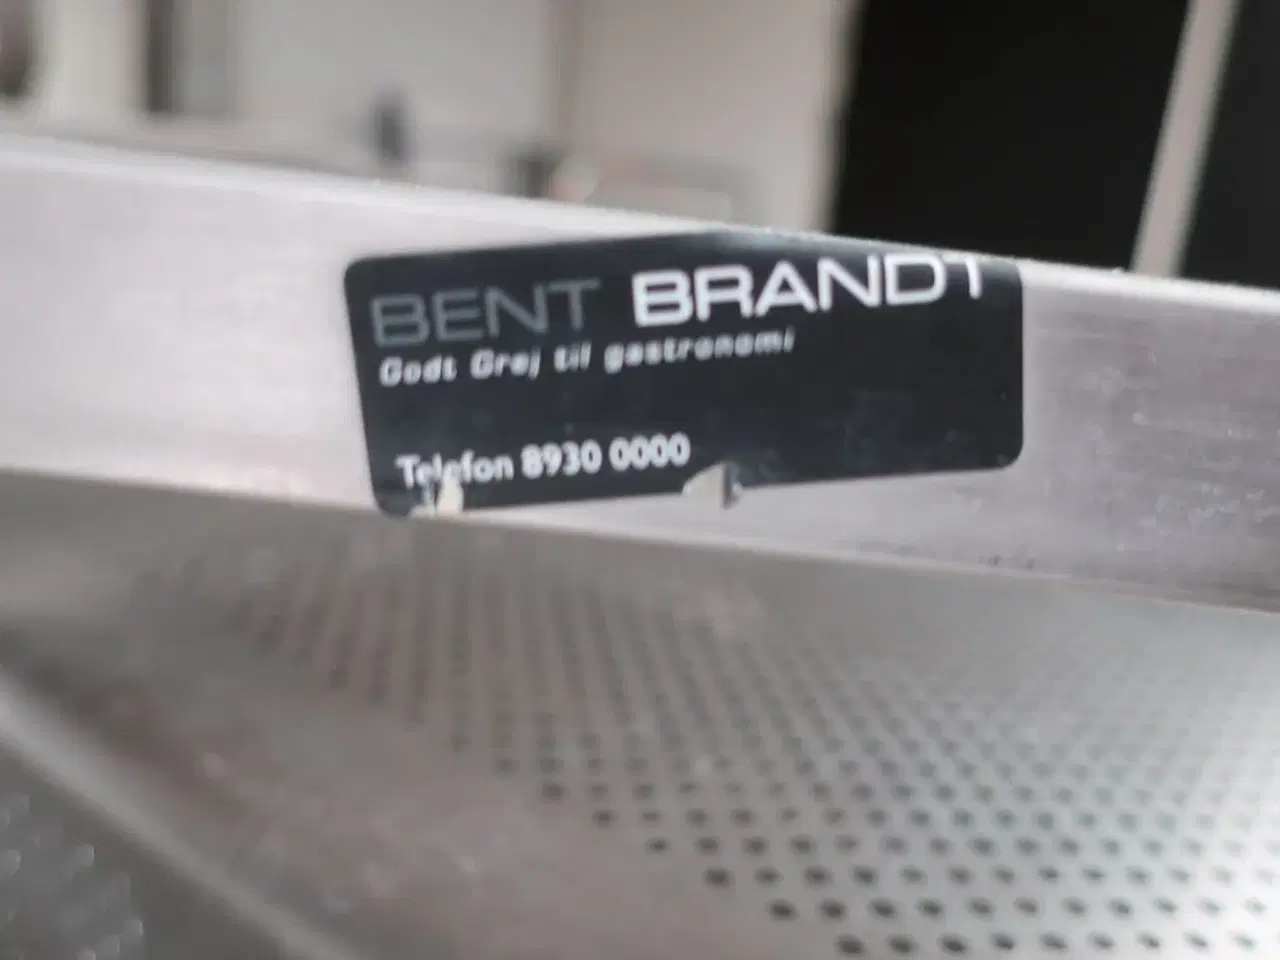 BENT BRANDT
Godt Grej til gastronomi
Telefon 8930 0000